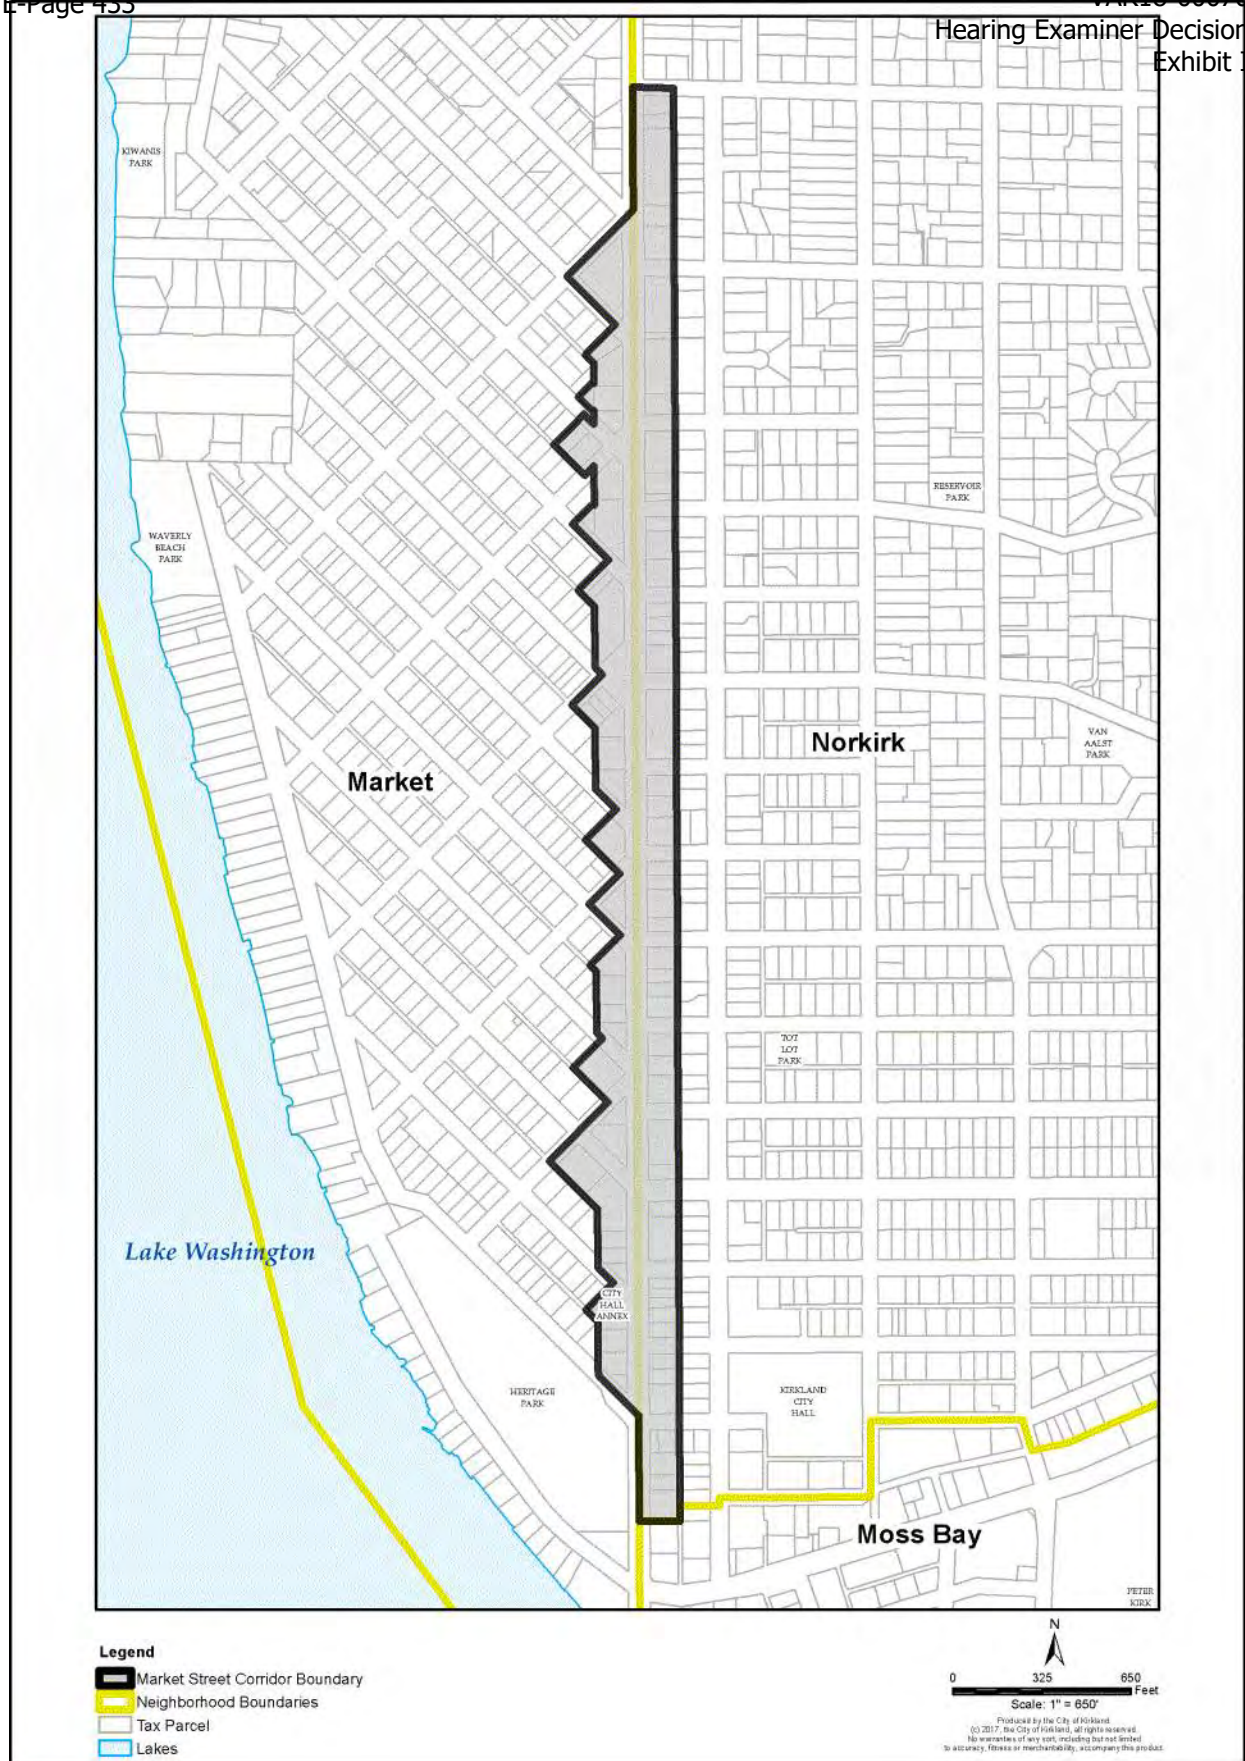 E-Page 455
Hearing Examiner Decision
Exhibit
KIWANIS
PARK
RESERVOIR
PARK
WAVERLY
BEACH
PARK
VAN
AALST
PARK
Norkirk
Market
TOT
LOT
PARK
Lake Washington
CITY
HALL
ANNEX
HERITAGE
PARK
KIRKLAND
CITY
HALL
Moss Bay
PETER
KIRK
Legend
Market Street Corridor Boundary
Neighborhood Boundaries
Tax Parcel
Lakes
N
0 325 650
Feet
Scale: 1" = 650'
Produced by the City of Kirkland.
(c) 2017, the City of Kirkland, all rights reserved.
No warranties of any sort, including but not limited
to accuracy, fitness or merchantability, accompany this product.